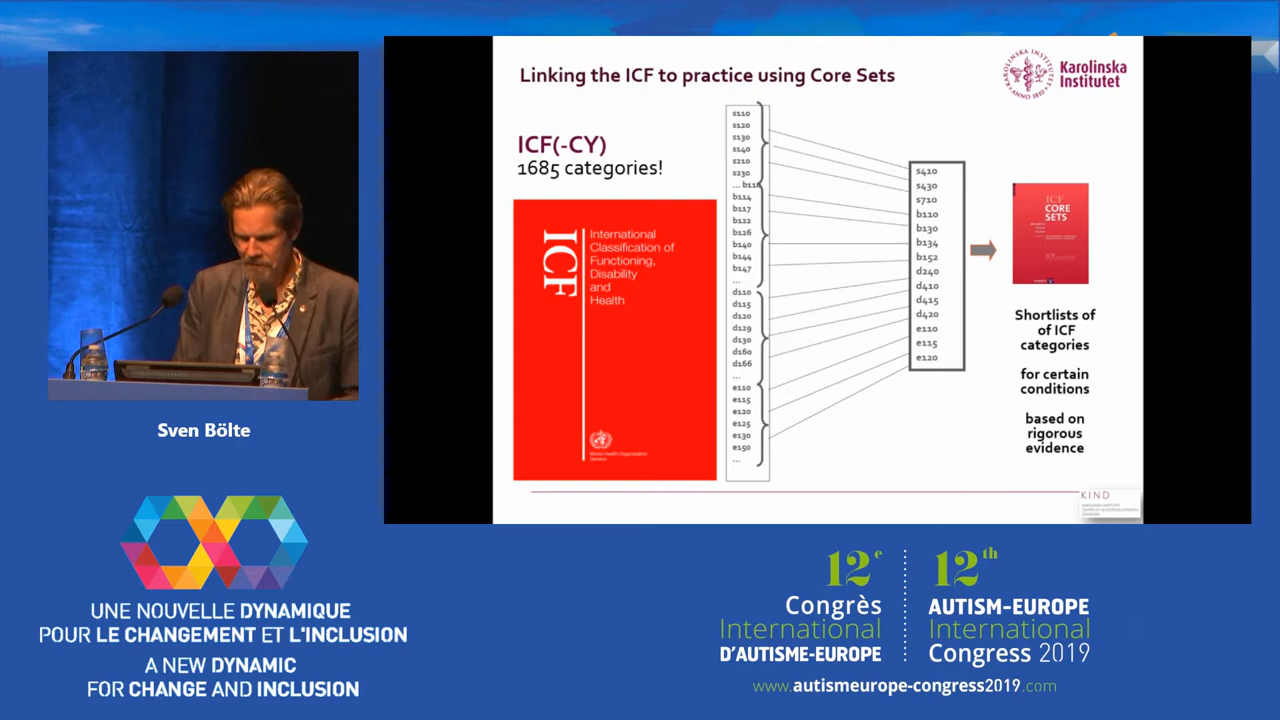 Linking the ICF to practice using Core Sets
KAROLINSKA INSTITUTET
ANNO 1810
Karolinska
Institutet
ICF(-CY)
1685 categories!
ICF
International
Classification of
Functioning,
Disability
and
Health
World Health Organization
Geneva
s110
s120
s130
s140
s210
s230
... b110
b114
b117
b122
b126
b140
b144
b147
...
d110
d115
d120
d129
d130
d160
d166
...
e110
e115
e120
e125
e130
e150
...
s410
s430
s710
b110
b130
b134
b152
d240
d410
d415
d420
e110
e115
e120
ICF
CORE
SETS
Shortlists of
of ICF
categories
for certain
conditions
based on
rigorous
evidence
KIND
Sven Bölte
UNE NOUVELLE DYNAMIQUE
POUR LE CHANGEMENT ET L'INCLUSION
A NEW DYNAMIC
FOR CHANGE AND INCLUSION
12e
Congrès
International
D'AUTISME-EUROPE
12th
AUTISM-EUROPE
International
Congress 2019
www.autismeurope-congress2019.com